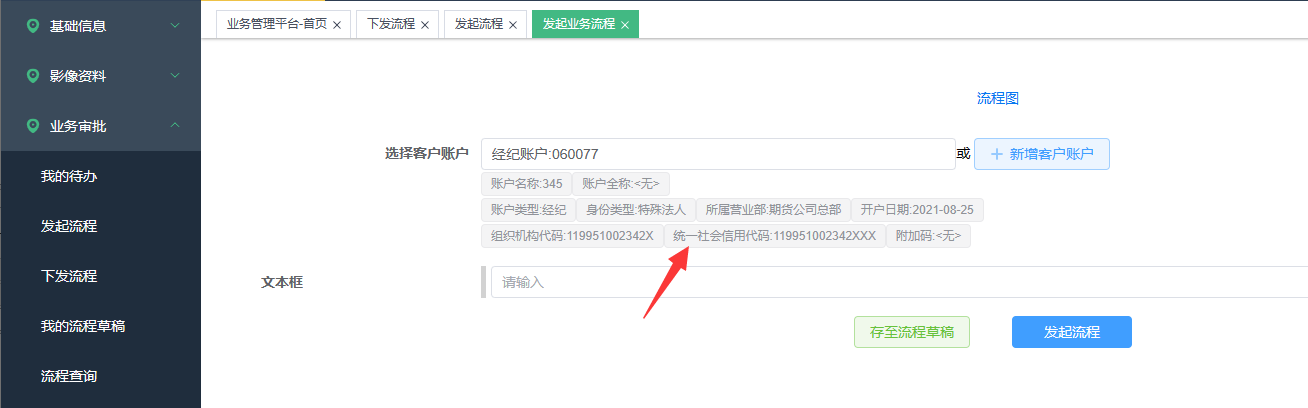 基础信息
影像资料
业务审批
我的待办
发起流程
下发流程
我的流程草稿
流程查询
业务管理平台-首页 × 下发流程 × 发起流程 × 发起业务流程 ×
流程图
选择客户账户 经纪账户:060077 或 + 新增客户账户
账户名称:345 账户全称:<无>
账户类型:经纪 身份类型:特殊法人 所属营业部:期货公司总部 开户日期:2021-08-25
组织机构代码:119951002342X 统一社会信用代码:119951002342XXX 附加码:<无>
文本框 请输入
存至流程草稿 发起流程